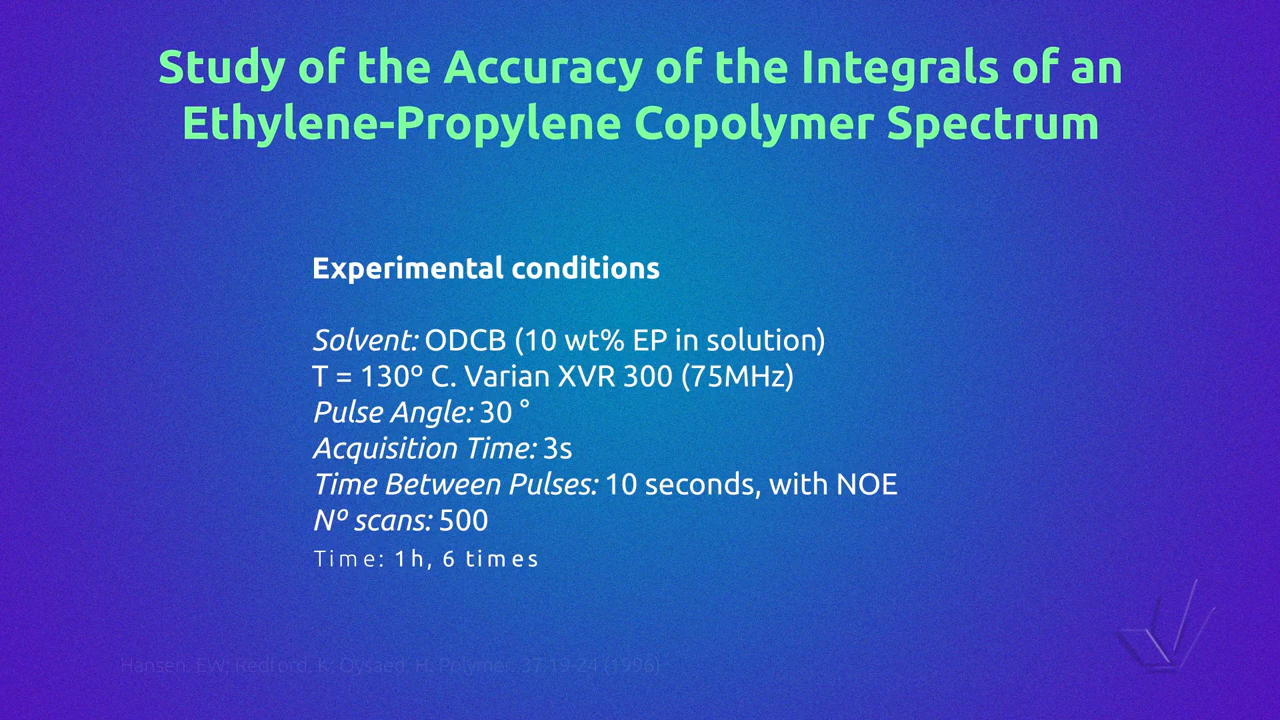 Study of the Accuracy of the Integrals of an
Ethylene-Propylene Copolymer Spectrum
Experimental conditions
Solvent: ODCB (10 wt% EP in solution)
T = 130º C. Varian XVR 300 (75MHz)
Pulse Angle: 30 °
Acquisition Time: 3s
Time Between Pulses: 10 seconds, with NOE
Nº scans: 500
Time: 1h, 6 times
Hansen, EW; Redford, K; Oysaed, H. Polymer, 37 19-24 (1996)